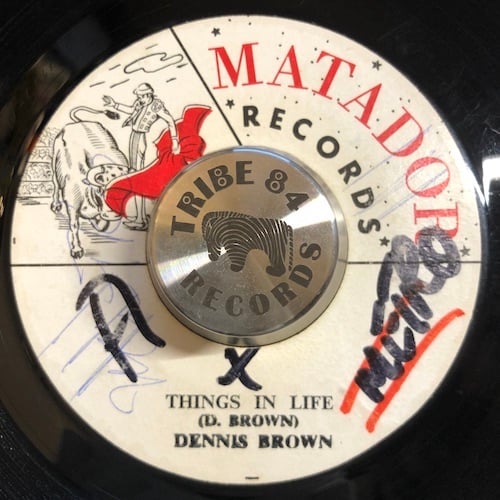 MATADOR
RECORDS
TRIBE 84
RECORDS
A
X
THINGS IN LIFE
(D. BROWN)
DENNIS BROWN